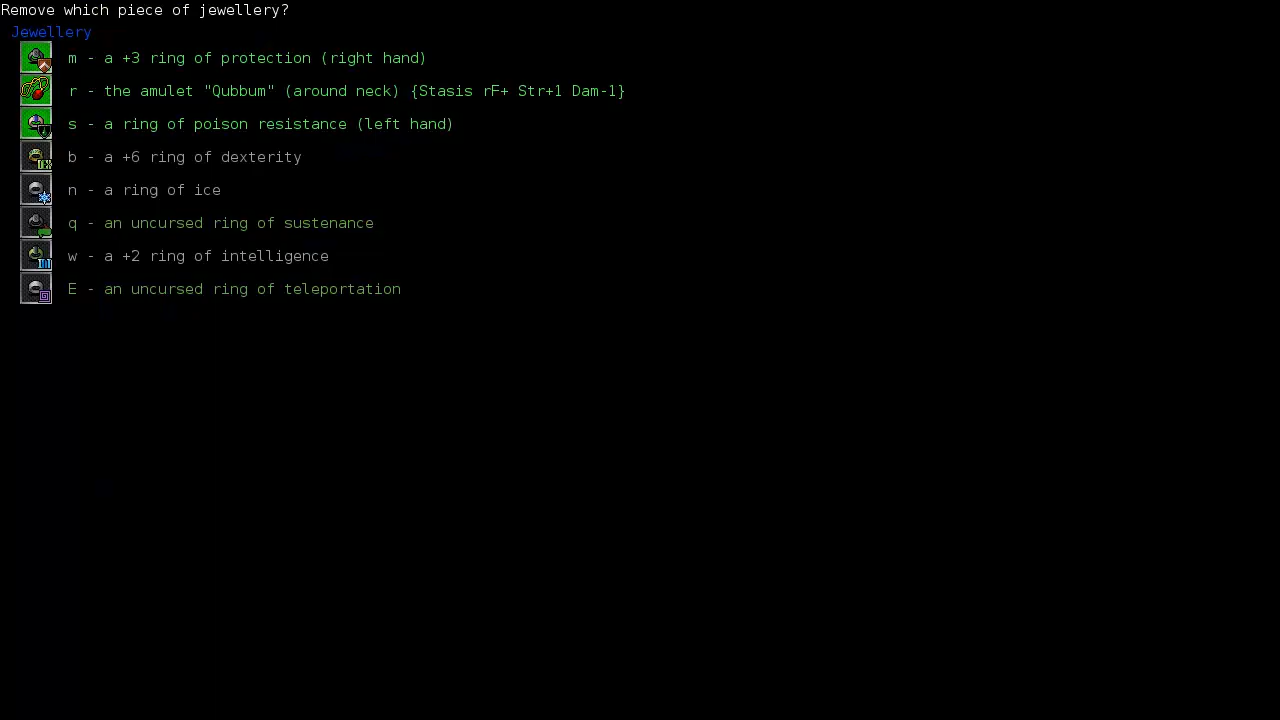 Remove which piece of jewellery?
Jewellery
m - a +3 ring of protection (right hand)
r - the amulet "Qubbum" (around neck) {Stasis rF+ Str+1 Dam-1}
s - a ring of poison resistance (left hand)
b - a +6 ring of dexterity
n - a ring of ice
q - an uncursed ring of sustenance
w - a +2 ring of intelligence
E - an uncursed ring of teleportation